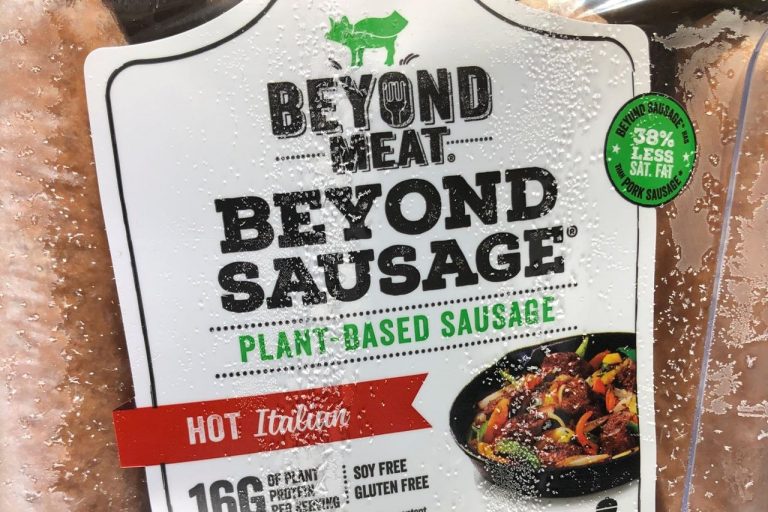 BEYOND
MEAT®
BEYOND
SAUSAGE®
PLANT-BASED SAUSAGE
BEYOND SAUSAGE® HAS
38%
LESS
SAT. FAT
THAN PORK SAUSAGE
HOT Italian
16G
OF PLANT
PROTEIN
PER SERVING
SOY FREE
GLUTEN FREE